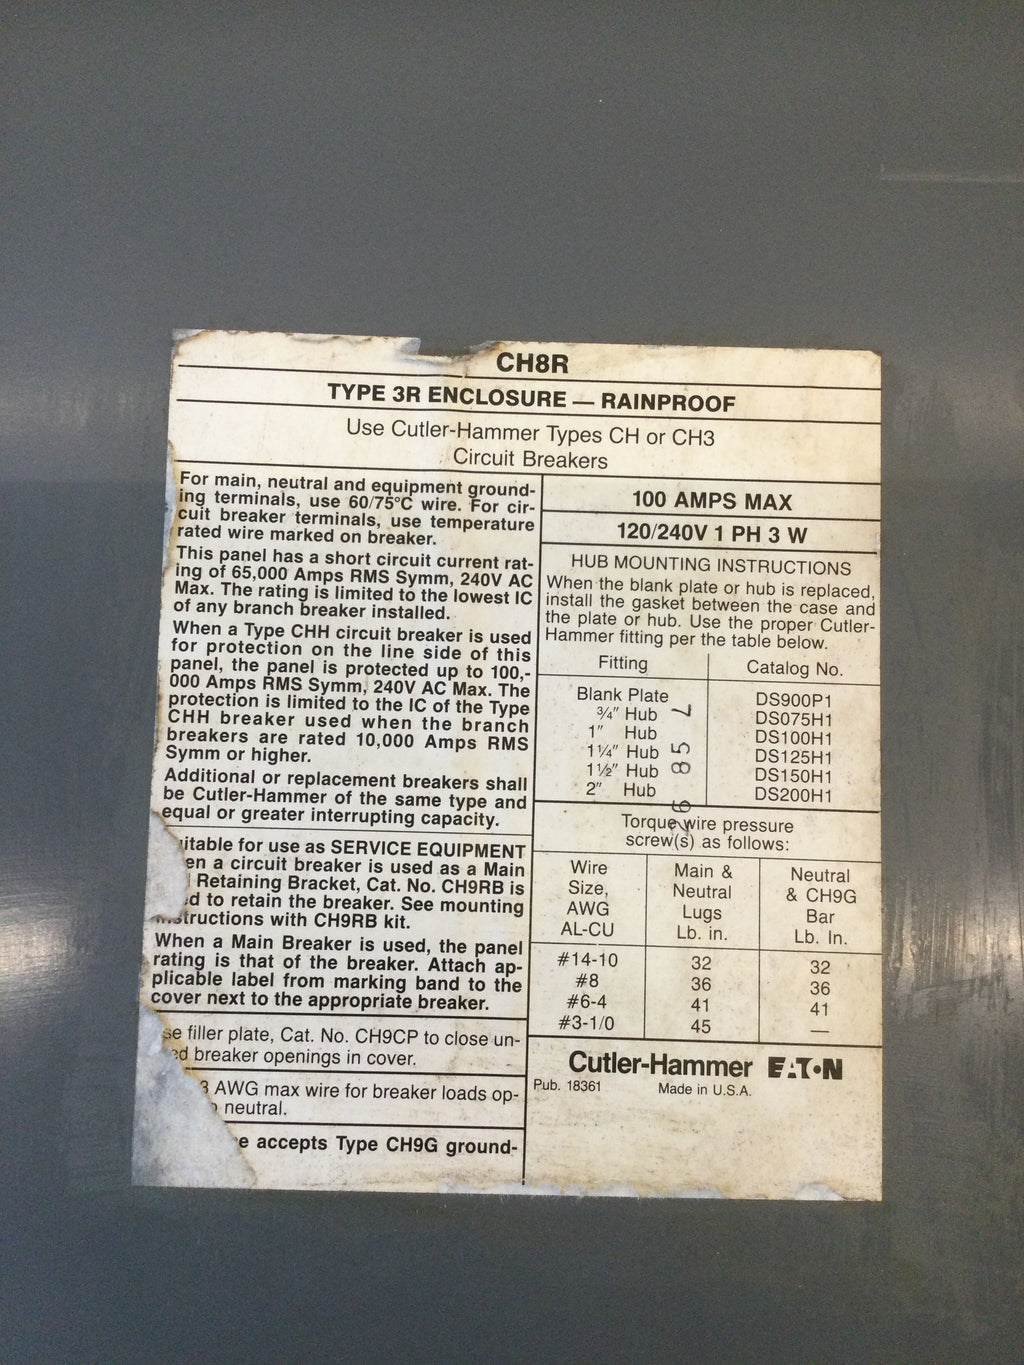 CH8R
TYPE 3R ENCLOSURE — RAINPROOF
Use Cutler-Hammer Types CH or CH3
Circuit Breakers
For main, neutral and equipment ground-
ing terminals, use 60/75°C wire. For cir-
cuit breaker terminals, use temperature
rated wire marked on breaker.
This panel has a short circuit current rat-
ing of 65,000 Amps RMS Symm, 240V AC
Max. The rating is limited to the lowest IC
of any branch breaker installed.
When a Type CHH circuit breaker is used
for protection on the line side of this
panel, the panel is protected up to 100,-
000 Amps RMS Symm, 240V AC Max. The
protection is limited to the IC of the Type
CHH breaker used when the branch
breakers are rated 10,000 Amps RMS
Symm or higher.
Additional or replacement breakers shall
be Cutler-Hammer of the same type and
equal or greater interrupting capacity.
uitable for use as SERVICE EQUIPMENT
en a circuit breaker is used as a Main
Retaining Bracket, Cat. No. CH9RB is
d to retain the breaker. See mounting
structions with CH9RB kit.
When a Main Breaker is used, the panel
rating is that of the breaker. Attach ap-
plicable label from marking band to the
cover next to the appropriate breaker.
se filler plate, Cat. No. CH9CP to close un-
ed breaker openings in cover.
3 AWG max wire for breaker loads op-
neutral.
e accepts Type CH9G ground-
100 AMPS MAX
120/240V 1 PH 3 W
HUB MOUNTING INSTRUCTIONS
When the blank plate or hub is replaced,
install the gasket between the case and
the plate or hub. Use the proper Cutler-
Hammer fitting per the table below.
Fitting Catalog No.
Blank Plate DS900P1
3/4" Hub DS075H1
1" Hub DS100H1
1 1/4" Hub DS125H1
1 1/2" Hub DS150H1
2" Hub DS200H1
26 85 7
Torque wire pressure
screw(s) as follows:
Wire Main & Neutral
Size, Neutral & CH9G
AWG Lugs Bar
AL-CU Lb. in. Lb. In.
#14-10 32 32
#8 36 36
#6-4 41 41
#3-1/0 45 —
Cutler-Hammer EATON
Pub. 18361 Made in U.S.A.